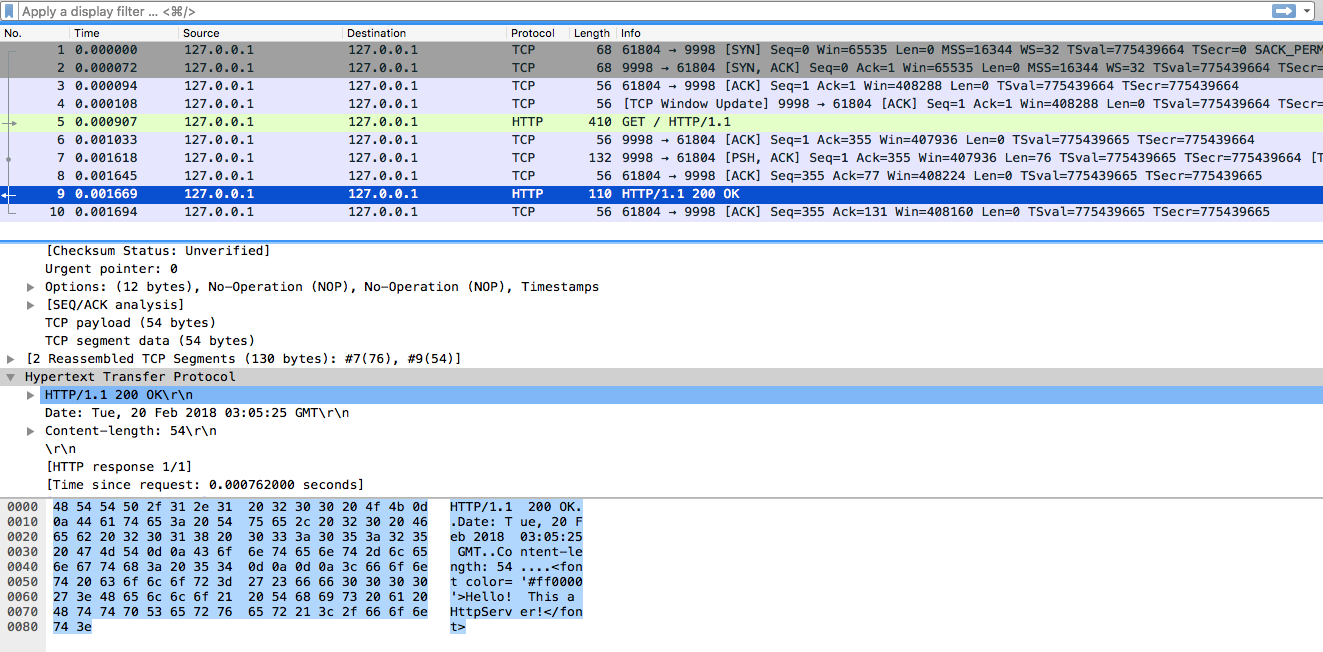 Apply a display filter ... <⌘/>
No. Time Source Destination Protocol Length Info
1 0.000000 127.0.0.1 127.0.0.1 TCP 68 61804 → 9998 [SYN] Seq=0 Win=65535 Len=0 MSS=16344 WS=32 TSval=775439664 TSecr=0 SACK_PERM
2 0.000072 127.0.0.1 127.0.0.1 TCP 68 9998 → 61804 [SYN, ACK] Seq=0 Ack=1 Win=65535 Len=0 MSS=16344 WS=32 TSval=775439664 TSecr=
3 0.000094 127.0.0.1 127.0.0.1 TCP 56 61804 → 9998 [ACK] Seq=1 Ack=1 Win=408288 Len=0 TSval=775439664 TSecr=775439664
4 0.000108 127.0.0.1 127.0.0.1 TCP 56 [TCP Window Update] 9998 → 61804 [ACK] Seq=1 Ack=1 Win=408288 Len=0 TSval=775439664 TSecr=
5 0.000907 127.0.0.1 127.0.0.1 HTTP 410 GET / HTTP/1.1
6 0.001033 127.0.0.1 127.0.0.1 TCP 56 9998 → 61804 [ACK] Seq=1 Ack=355 Win=407936 Len=0 TSval=775439664 TSecr=775439664
7 0.001618 127.0.0.1 127.0.0.1 TCP 132 9998 → 61804 [PSH, ACK] Seq=1 Ack=355 Win=407936 Len=76 TSval=775439665 TSecr=775439664 [T
8 0.001645 127.0.0.1 127.0.0.1 TCP 56 61804 → 9998 [ACK] Seq=355 Ack=77 Win=408224 Len=0 TSval=775439665 TSecr=775439665
9 0.001669 127.0.0.1 127.0.0.1 HTTP 110 HTTP/1.1 200 OK
10 0.001694 127.0.0.1 127.0.0.1 TCP 56 61804 → 9998 [ACK] Seq=355 Ack=131 Win=408160 Len=0 TSval=775439665 TSecr=775439665
[Checksum Status: Unverified]
Urgent pointer: 0
Options: (12 bytes), No-Operation (NOP), No-Operation (NOP), Timestamps
[SEQ/ACK analysis]
TCP payload (54 bytes)
TCP segment data (54 bytes)
[2 Reassembled TCP Segments (130 bytes): #7(76), #9(54)]
Hypertext Transfer Protocol
HTTP/1.1 200 OK\r\n
Date: Tue, 20 Feb 2018 03:05:25 GMT\r\n
Content-length: 54\r\n
\r\n
[HTTP response 1/1]
[Time since request: 0.000762000 seconds]
0000 48 54 54 50 2f 31 2e 31 20 32 30 30 20 4f 4b 0d HTTP/1.1 200 OK.
0010 0a 44 61 74 65 3a 20 54 75 65 2c 20 32 30 20 46 .Date: T ue, 20 F
0020 65 62 20 32 30 31 38 20 30 33 3a 30 35 3a 32 35 eb 2018 03:05:25
0030 20 47 4d 54 0d 0a 43 6f 6e 74 65 6e 74 2d 6c 65 GMT..Co ntent-le
0040 6e 67 74 68 3a 20 35 34 0d 0a 0d 0a 3c 66 6f 6e ngth: 54 ....<fon
0050 74 20 63 6f 6c 6f 72 3d 27 23 66 66 30 30 30 30 t color= '#ff0000
0060 27 3e 48 65 6c 6c 6f 21 20 54 68 69 73 20 61 20 '>Hello! This a
0070 48 74 74 70 53 65 72 76 65 72 21 3c 2f 66 6f 6e HttpServ er!</fon
0080 74 3e t>